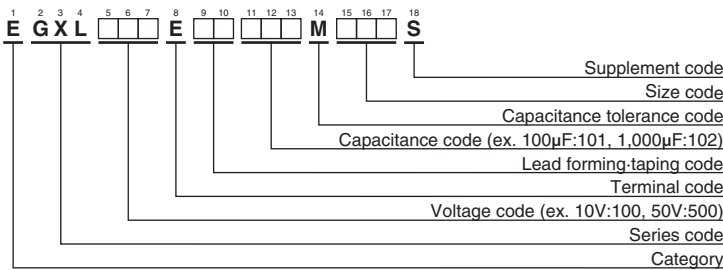 1 2 3 4 5 6 7 8 9 10 11 12 13 14 15 16 17 18
E G X L E M S
Supplement code
Size code
Capacitance tolerance code
Capacitance code (ex. 100μF:101, 1,000μF:102)
Lead forming·taping code
Terminal code
Voltage code (ex. 10V:100, 50V:500)
Series code
Category